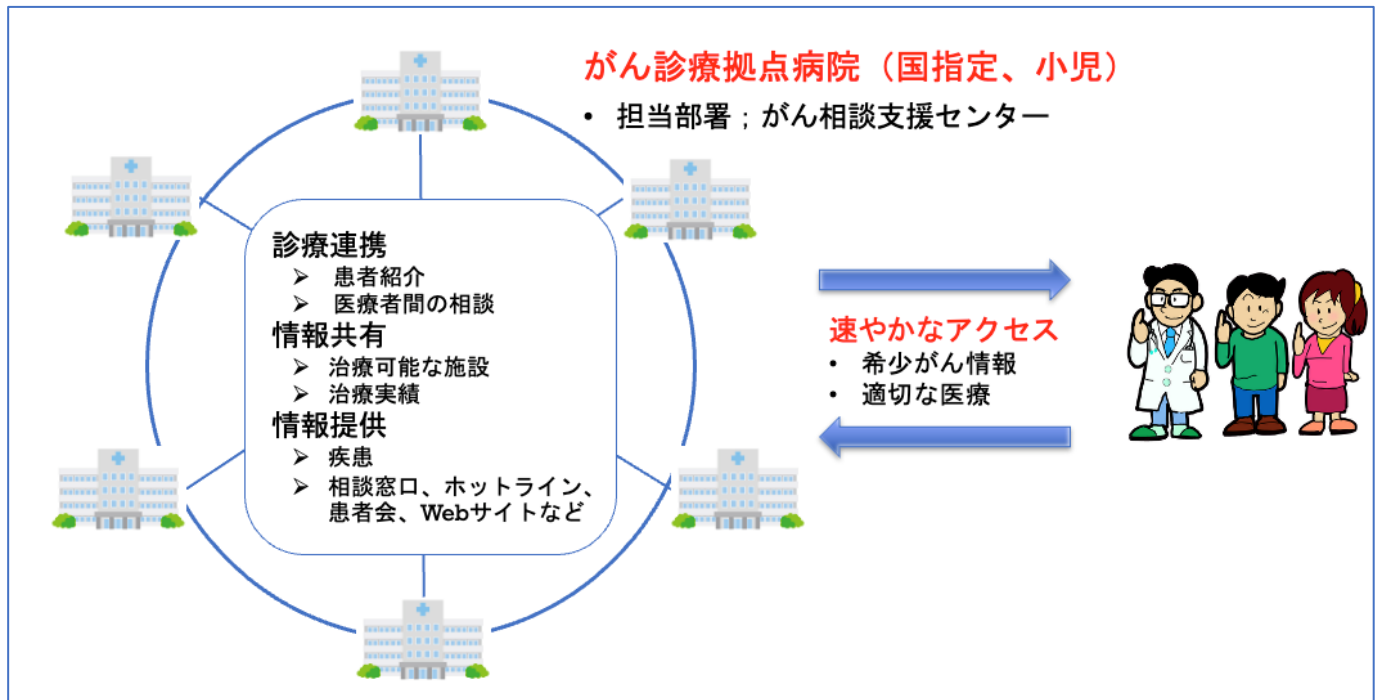 がん診療拠点病院（国指定、小児）
• 担当部署；がん相談支援センター
診療連携
➢ 患者紹介
➢ 医療者間の相談
情報共有
➢ 治療可能な施設
➢ 治療実績
情報提供
➢ 疾患
➢ 相談窓口、ホットライン、
患者会、Webサイトなど
速やかなアクセス
• 希少がん情報
• 適切な医療